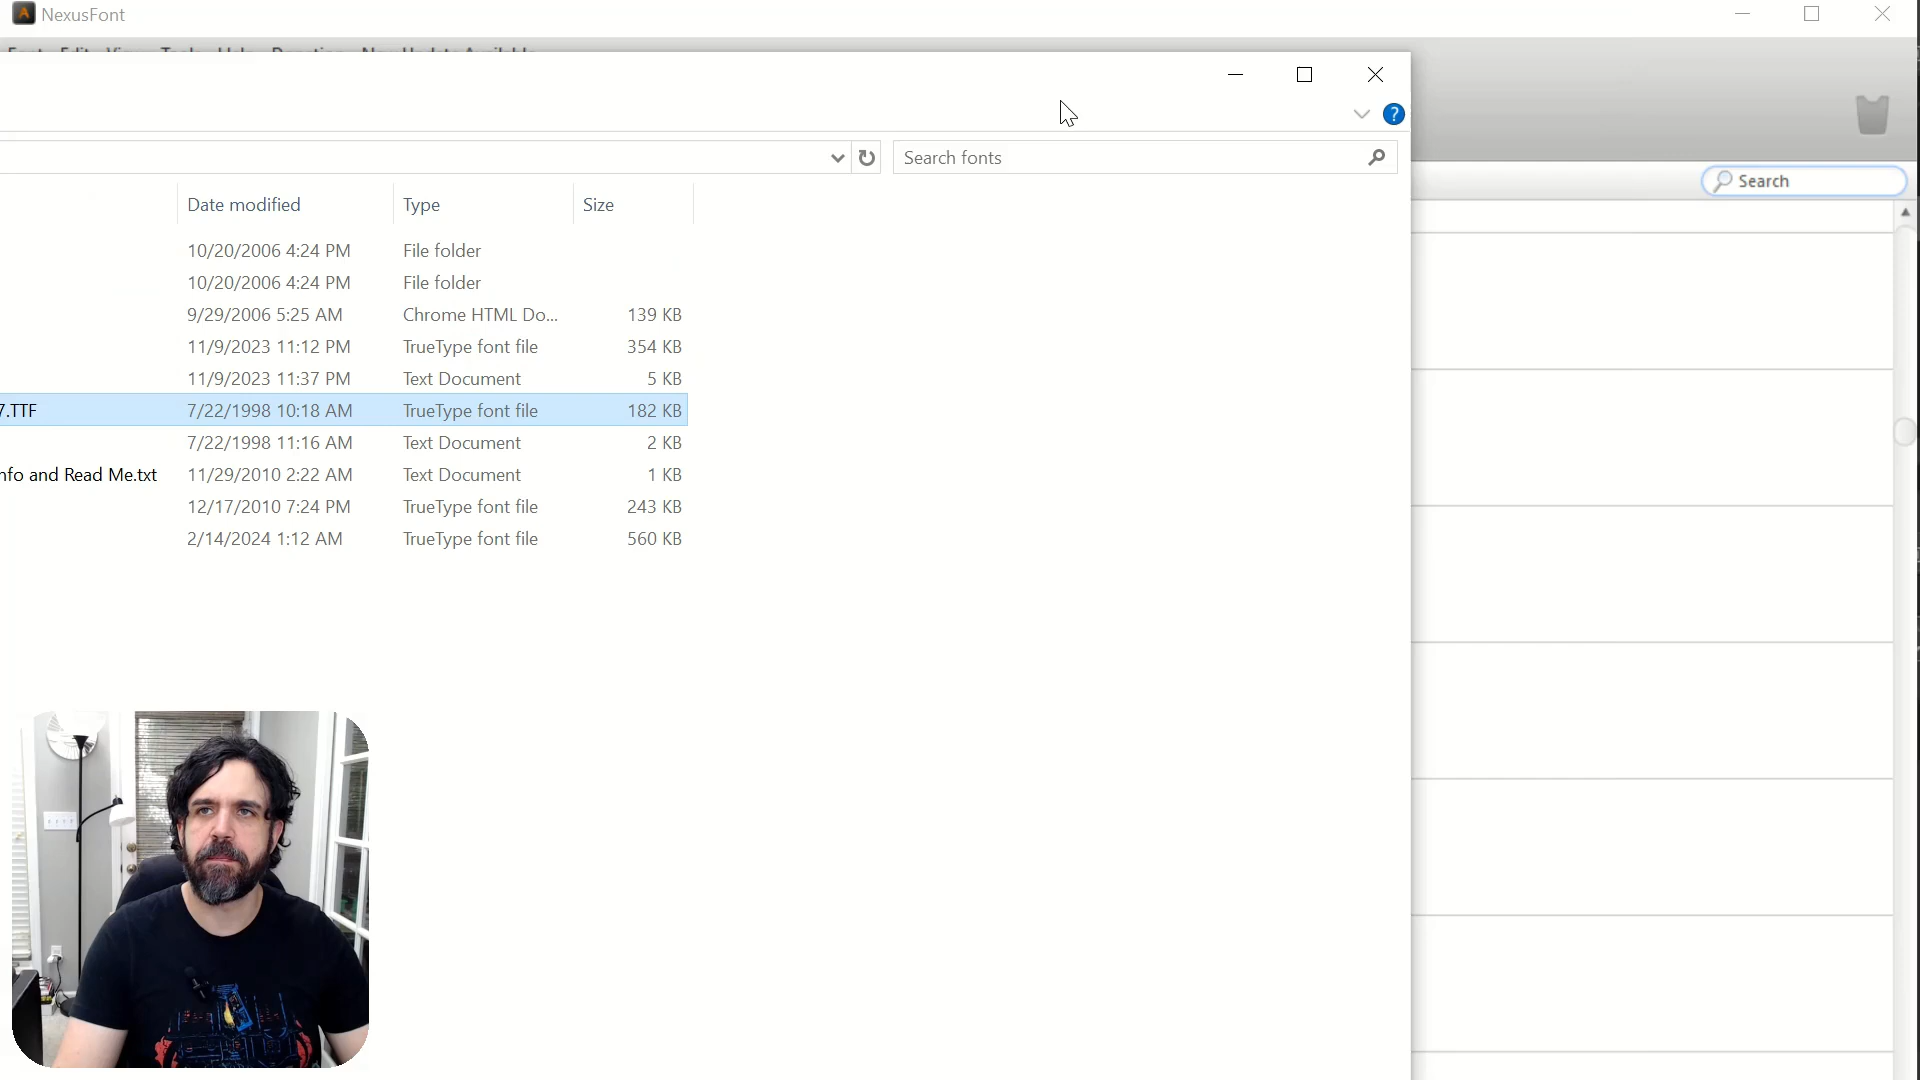 NexusFont
Search fonts
Search
Date modified Type Size
10/20/2006 4:24 PM File folder
10/20/2006 4:24 PM File folder
9/29/2006 5:25 AM Chrome HTML Do... 139 KB
11/9/2023 11:12 PM TrueType font file 354 KB
11/9/2023 11:37 PM Text Document 5 KB
7.TTF 7/22/1998 10:18 AM TrueType font file 182 KB
7/22/1998 11:16 AM Text Document 2 KB
nfo and Read Me.txt 11/29/2010 2:22 AM Text Document 1 KB
12/17/2010 7:24 PM TrueType font file 243 KB
2/14/2024 1:12 AM TrueType font file 560 KB